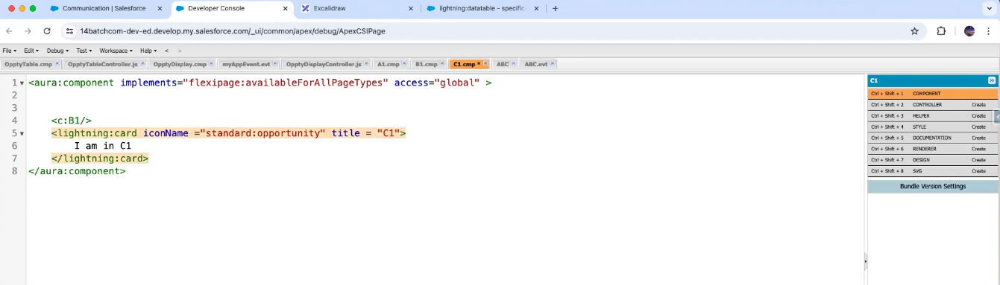 Communication | Salesforce
Developer Console
Excalidraw
lightning:datatable - specific
14batchcom-dev-ed.develop.my.salesforce.com/_ui/common/apex/debug/ApexCSIPage
File Edit Debug Test Workspace Help < >
OpptyTable.cmp OpptyTableController.js OpptyDisplay.cmp myAppEvent.evt OpptyDisplayController.js A1.cmp B1.cmp C1.cmp * ABC ABC.evt
1 <aura:component implements="flexipage:availableForAllPageTypes" access="global" >
2
3
4 <c:B1/>
5 <lightning:card iconName ="standard:opportunity" title = "C1">
6 I am in C1
7 </lightning:card>
8 </aura:component>
C1
Ctrl + Shift + 1 COMPONENT
Ctrl + Shift + 2 CONTROLLER Create
Ctrl + Shift + 3 HELPER Create
Ctrl + Shift + 4 STYLE Create
Ctrl + Shift + 5 DOCUMENTATION Create
Ctrl + Shift + 6 RENDERER Create
Ctrl + Shift + 7 DESIGN Create
Ctrl + Shift + 8 SVG Create
Bundle Version Settings